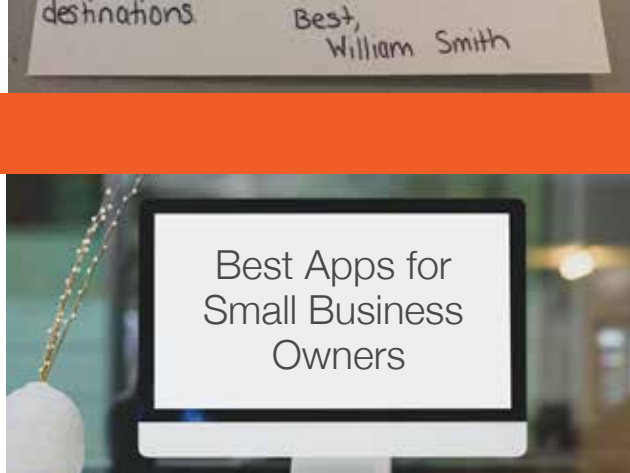 destinations.
Best,
William Smith
Best Apps for
Small Business
Owners